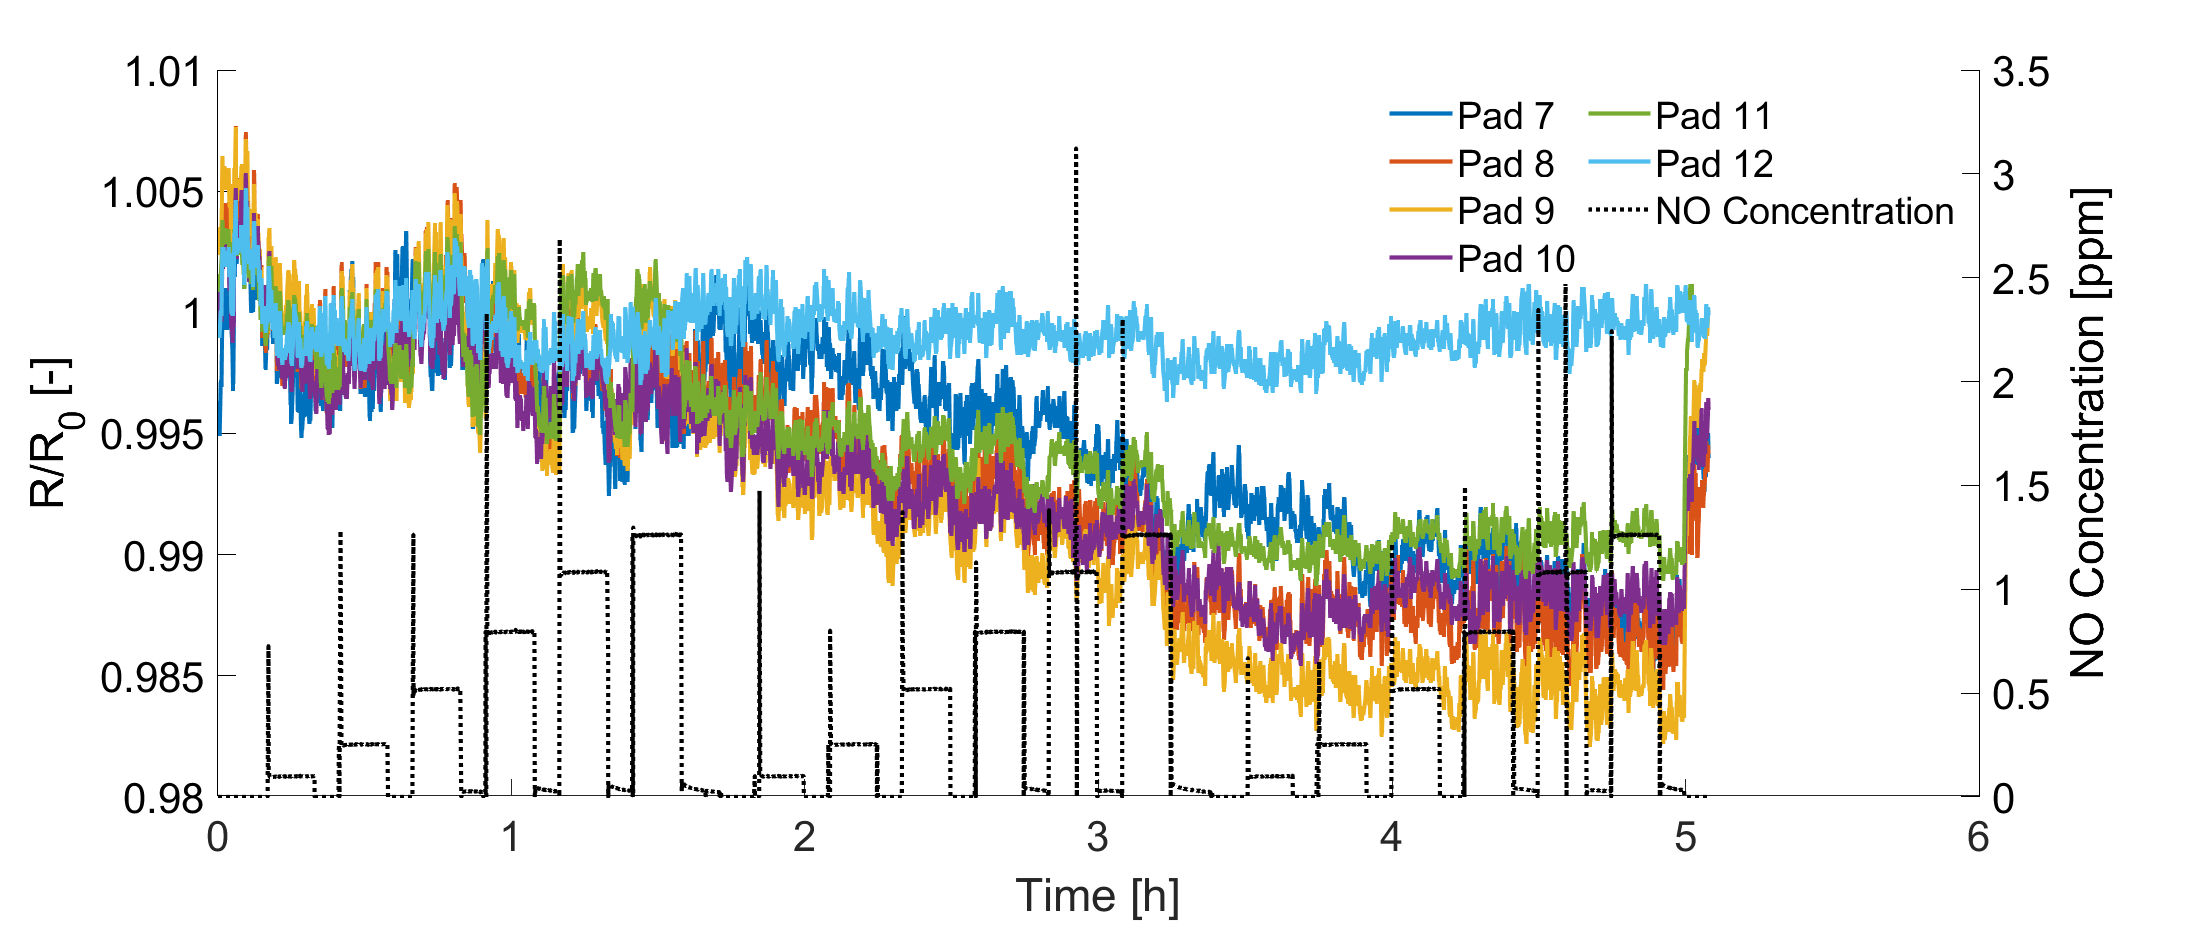 1.01
1.005
1
0.995
0.99
0.985
0.98
R/R0 [-]
3.5
3
2.5
2
1.5
1
0.5
0
NO Concentration [ppm]
Pad 7
Pad 8
Pad 9
Pad 10
Pad 11
Pad 12
NO Concentration
0 1 2 3 4 5 6
Time [h]